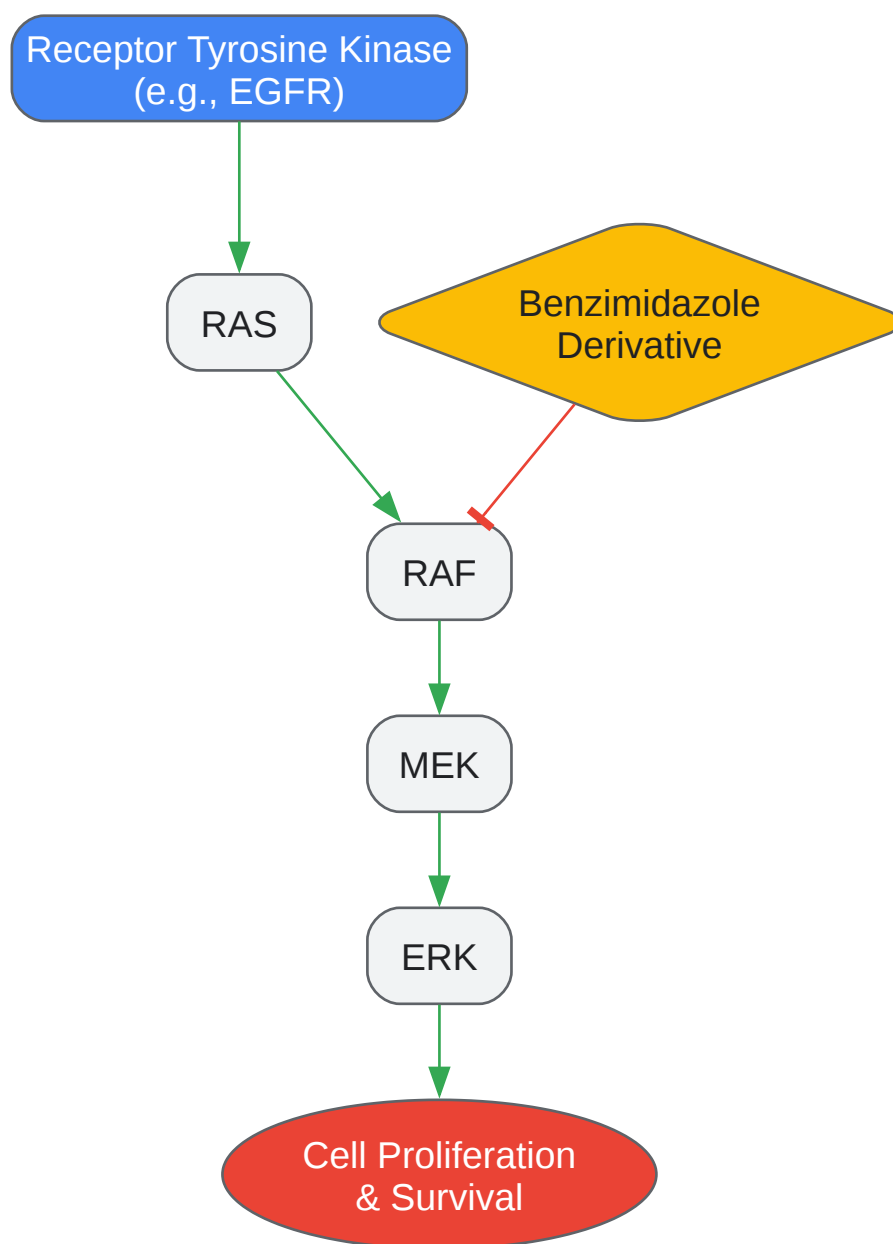 Receptor Tyrosine Kinase
(e.g., EGFR)
RAS
Benzimidazole
Derivative
RAF
MEK
ERK
Cell Proliferation
& Survival